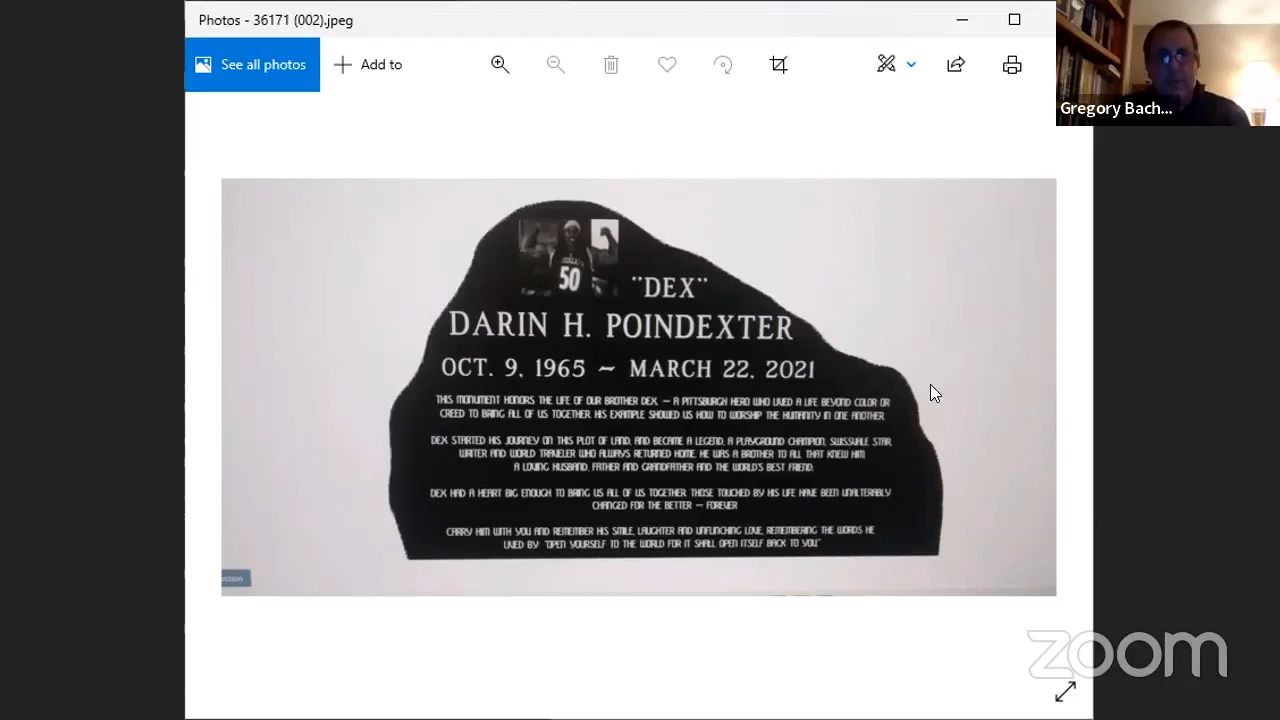 Photos - 36171 (002).jpeg
See all photos
Add to
Gregory Bach...
50
"DEX"
DARIN H. POINDEXTER
OCT. 9, 1965 ~ MARCH 22, 2021
THIS MONUMENT HONORS THE LIFE OF OUR BROTHER DEX – A PITTSBURGH HERO WHO LIVED A LIFE BEYOND COLOR OR
CREED TO BRING ALL OF US TOGETHER. HIS EXAMPLE SHOWED US HOW TO WORSHIP THE HUMANITY IN ONE ANOTHER.
DEX STARTED HIS JOURNEY ON THIS PLOT OF LAND, AND BECAME A LEGEND, A PLAYGROUND CHAMPION, SWISSVALE STAR,
WRITER AND WORLD TRAVELER WHO ALWAYS RETURNED HOME. HE WAS A BROTHER TO ALL THAT KNEW HIM.
A LOVING HUSBAND, FATHER AND GRANDFATHER AND THE WORLD'S BEST FRIEND.
DEX HAD A HEART BIG ENOUGH TO BRING US ALL OF US TOGETHER. THOSE TOUCHED BY HIS LIFE HAVE BEEN UNALTERABLY
CHANGED FOR THE BETTER – FOREVER
CARRY HIM WITH YOU AND REMEMBER HIS SMILE, LAUGHTER AND UNFLINCHING LOVE, REMEMBERING THE WORDS HE
LIVED BY: "OPEN YOURSELF TO THE WORLD FOR IT SHALL OPEN ITSELF BACK TO YOU"
zoom